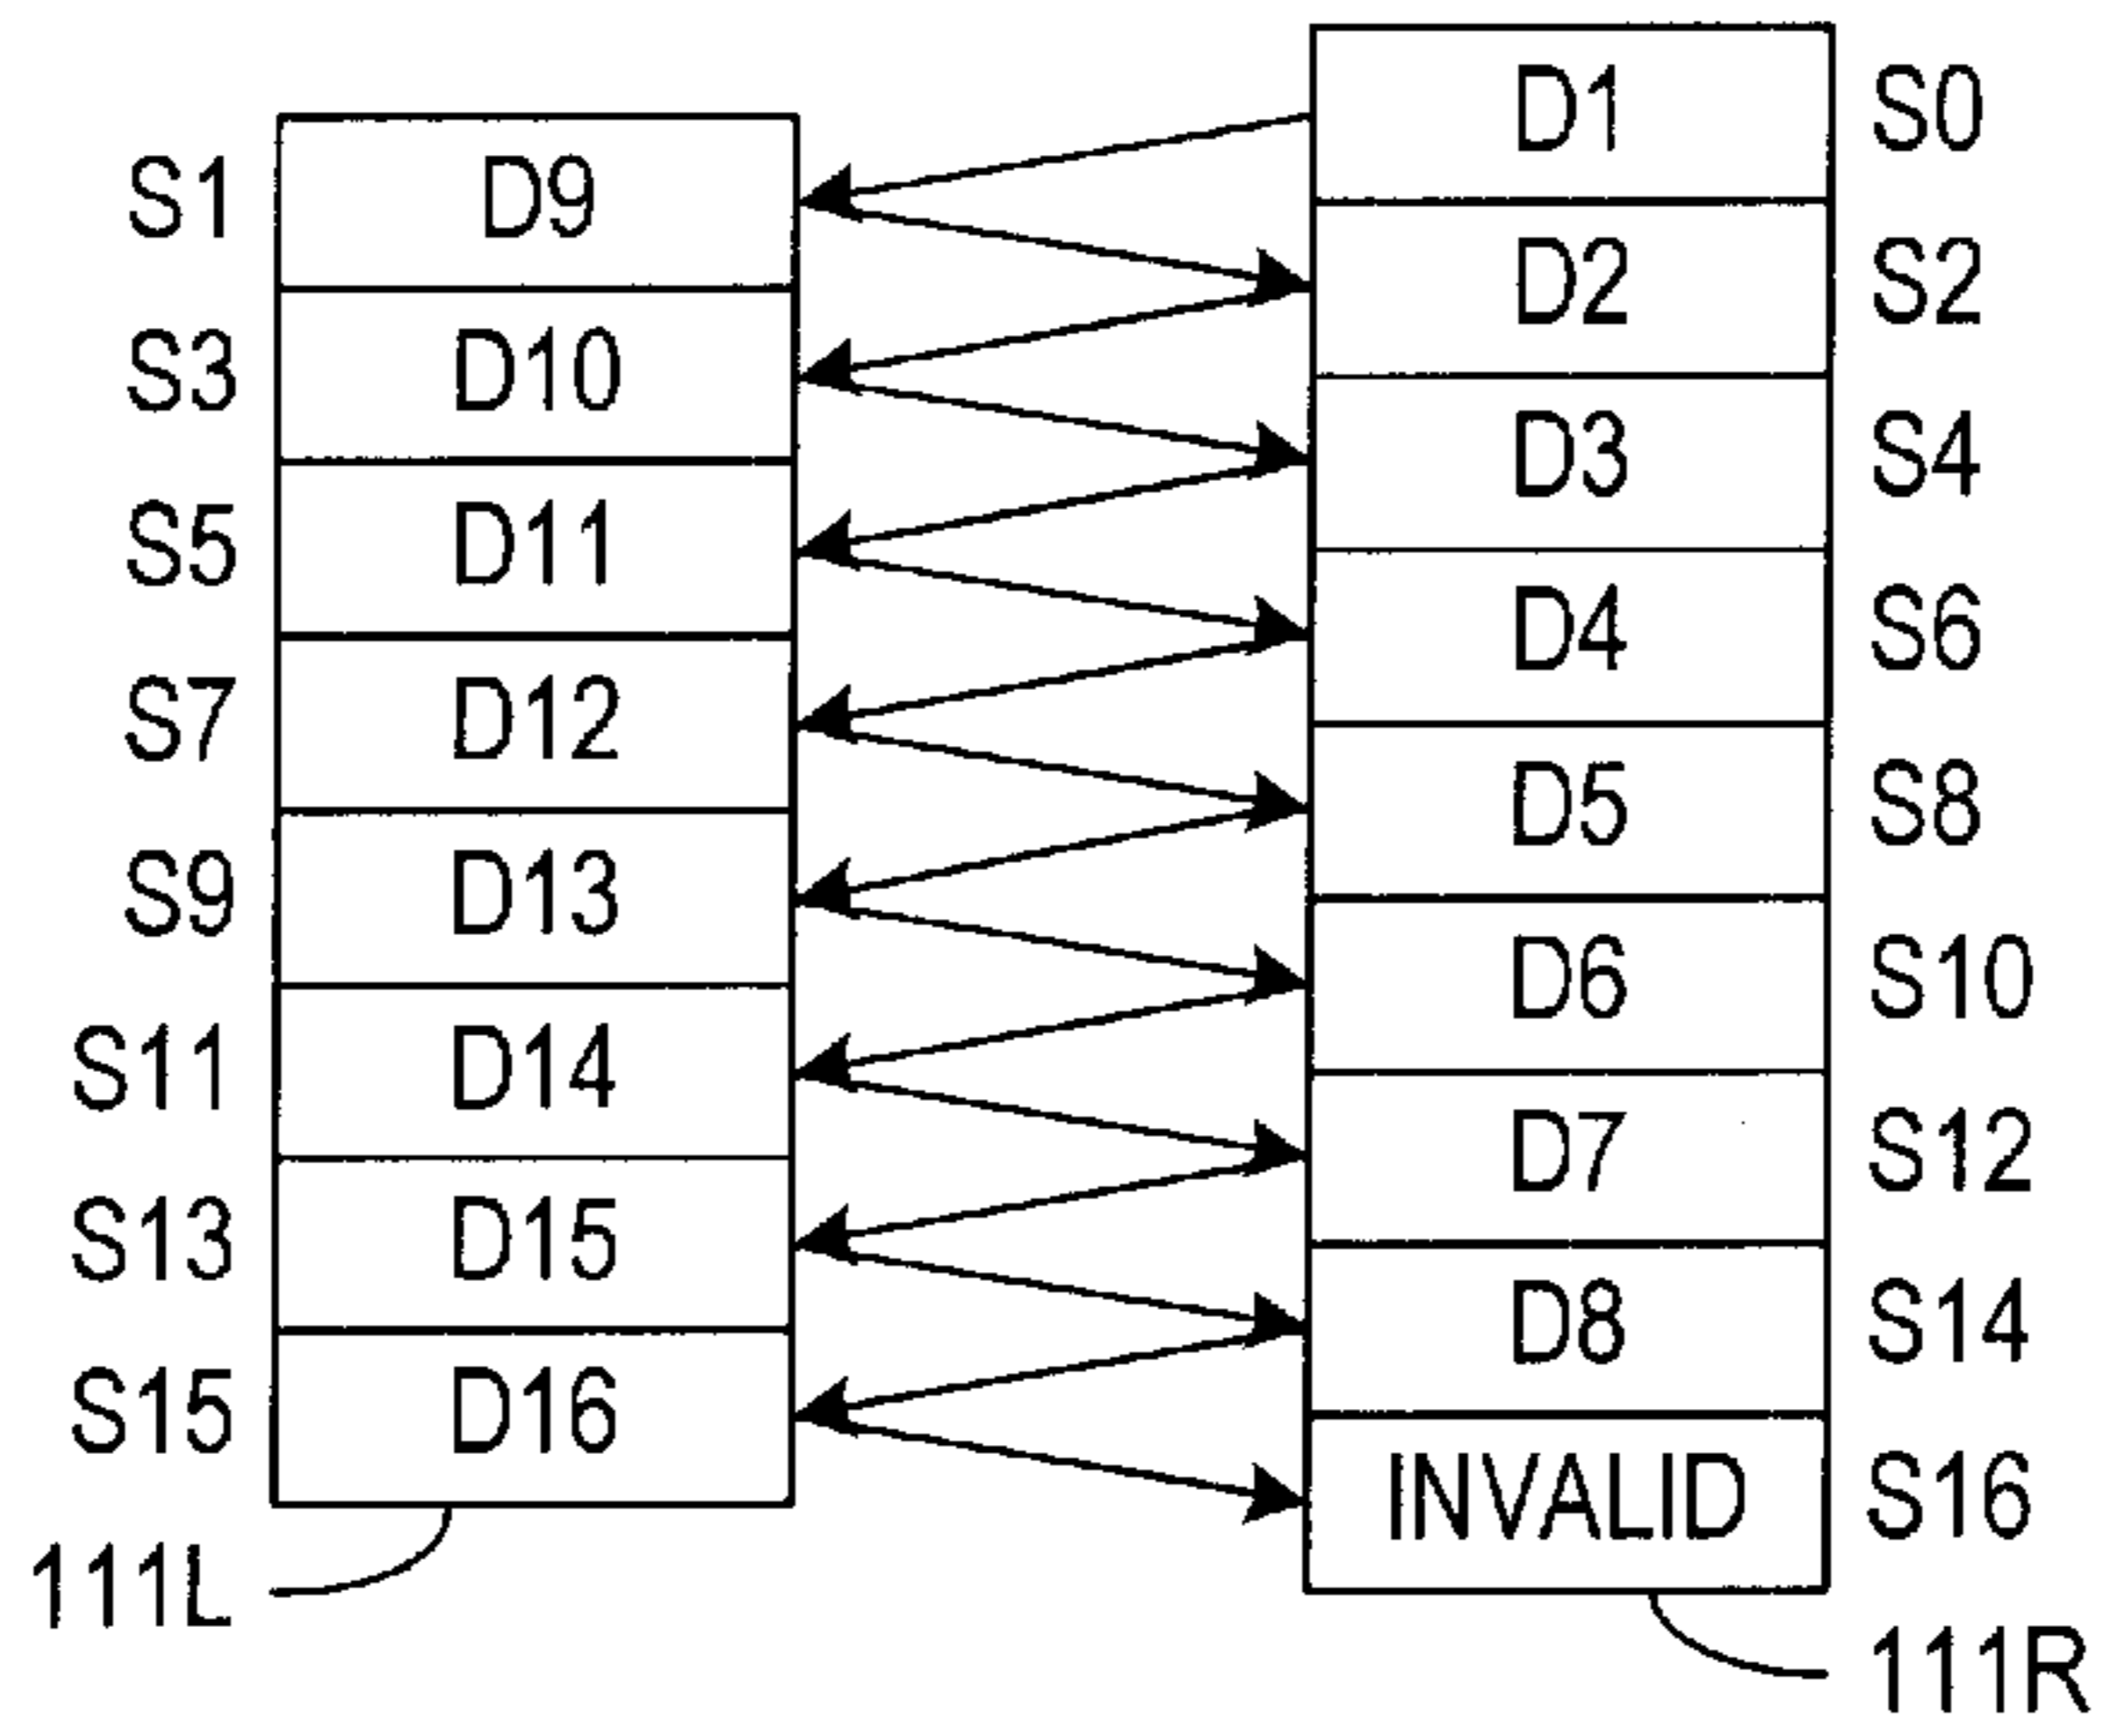 D1 S0
S1 D9
D2 S2
S3 D10
D3 S4
S5 D11
D4 S6
S7 D12
D5 S8
S9 D13
D6 S10
S11 D14
D7 S12
S13 D15
D8 S14
S15 D16
INVALID S16
111L
111R